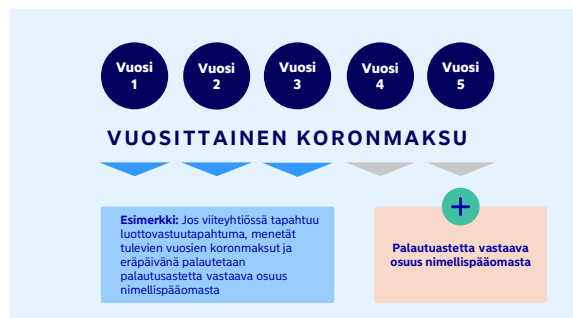 Vuosi
1
Vuosi
2
Vuosi
3
Vuosi
4
Vuosi
5
VUOSITTAINEN KORONMAKSU
Esimerkki: Jos viiteyhtiössä tapahtuu
luottovastuutapahtuma, menetät
tulevien vuosien koronmaksut ja
eräpäivänä palautetaan
palautusastetta vastaava osuus
nimellispääomasta
+
Palautuastetta vastaava
osuus nimellispääomasta